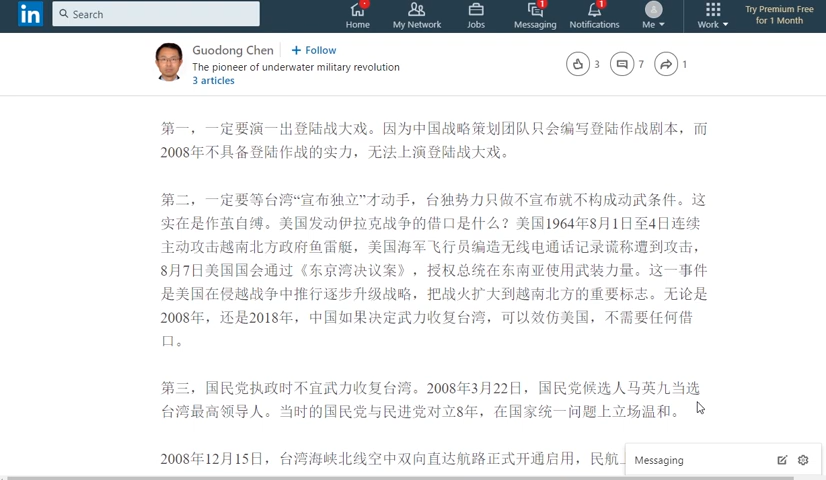 in
Search
Home
My Network
Jobs
1
Messaging
1
Notifications
Me
Work
Try Premium Free
for 1 Month
Guodong Chen
+ Follow
The pioneer of underwater military revolution
3 articles
3
7
1
第一，一定要演一出登陆战大戏。因为中国战略策划团队只会编写登陆作战剧本，而
2008年不具备登陆作战的实力，无法上演登陆战大戏。
第二，一定要等台湾“宣布独立”才动手，台独势力只做不宣布就不构成动武条件。这
实在是作茧自缚。美国发动伊拉克战争的借口是什么？美国1964年8月1日至4日连续
主动攻击越南北方政府鱼雷艇，美国海军飞行员编造无线电通话记录谎称遭到攻击，
8月7日美国国会通过《东京湾决议案》，授权总统在东南亚使用武装力量。这一事件
是美国在侵越战争中推行逐步升级战略，把战火扩大到越南北方的重要标志。无论是
2008年，还是2018年，中国如果决定武力收复台湾，可以效仿美国，不需要任何借
口。
第三，国民党执政时不宜武力收复台湾。2008年3月22日，国民党候选人马英九当选
台湾最高领导人。当时的国民党与民进党对立8年，在国家统一问题上立场温和。
2008年12月15日，台湾海峡北线空中双向直达航路正式开通启用，民航
Messaging